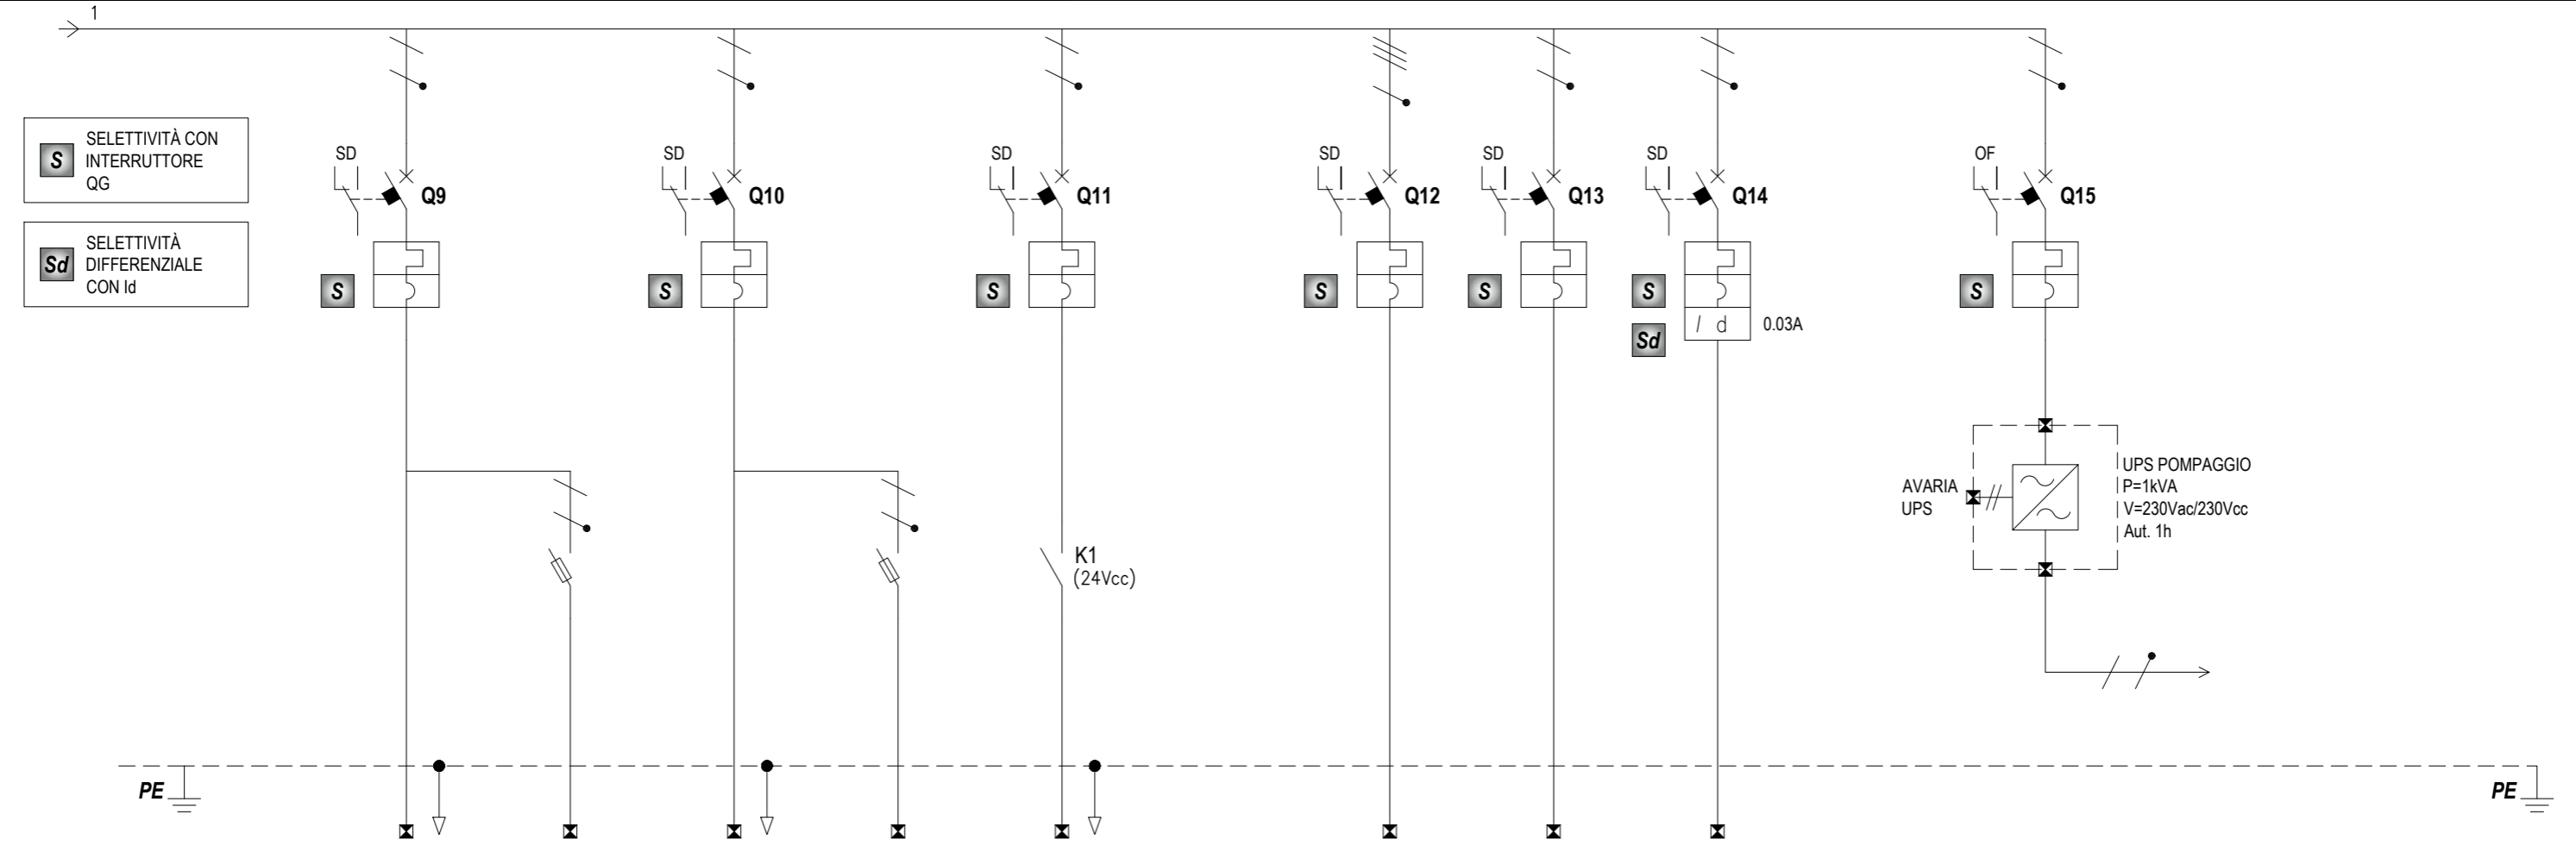 1
S
SELETTIVITÀ CON
INTERRUTTORE
QG
Sd
SELETTIVITÀ
DIFFERENZIALE
CON Id
SD
Q9
S
SD
Q10
S
SD
Q11
S
K1
(24Vcc)
SD
Q12
S
SD
Q13
S
SD
Q14
S
Sd
I d
0.03A
OF
Q15
S
AVARIA
UPS
UPS POMPAGGIO
P=1kVA
V=230Vac/230Vcc
Aut. 1h
PE
PE